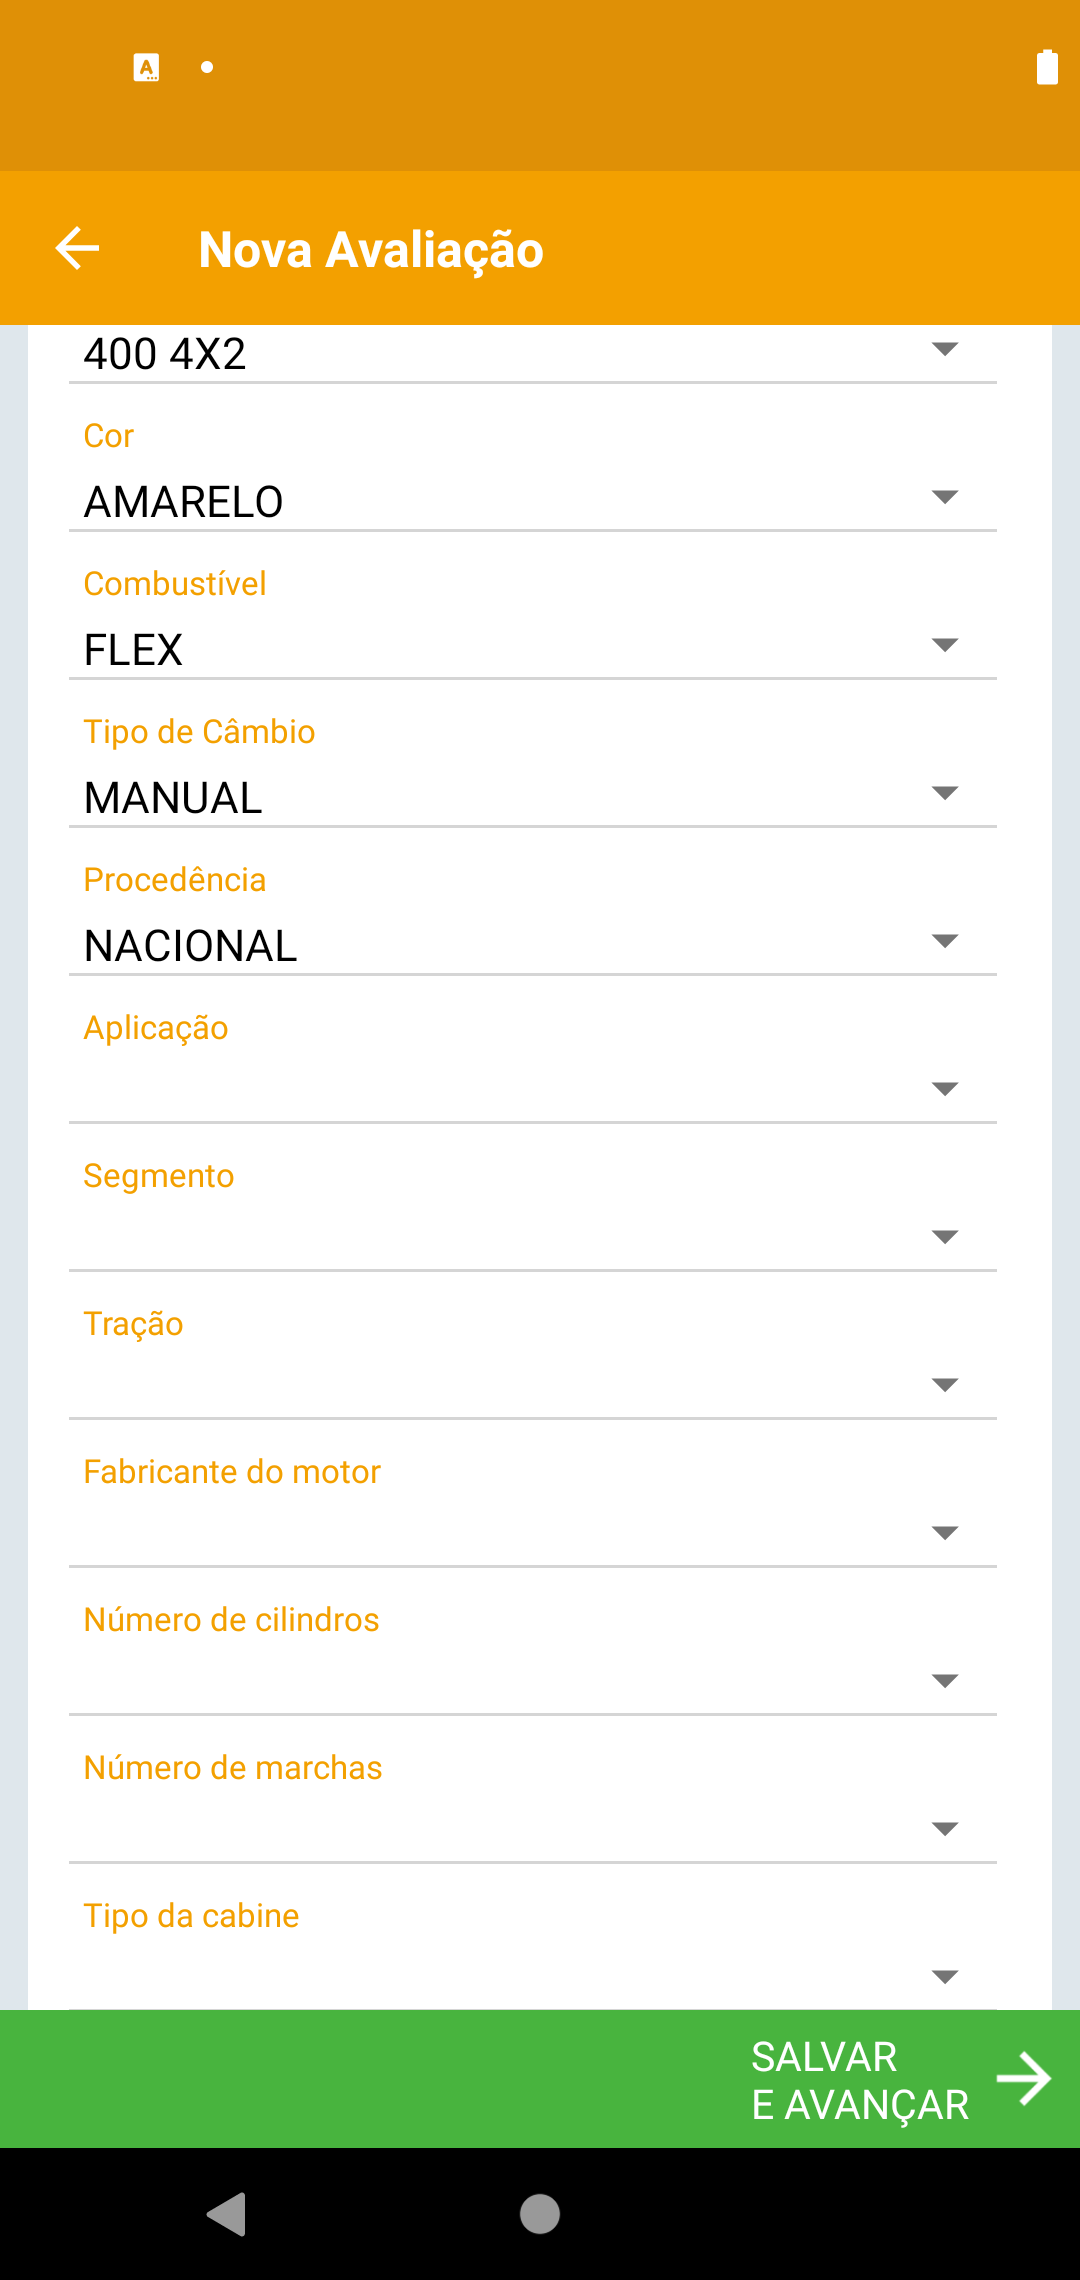 Nova Avaliação
400 4X2
Cor
AMARELO
Combustível
FLEX
Tipo de Câmbio
MANUAL
Procedência
NACIONAL
Aplicação
Segmento
Tração
Fabricante do motor
Número de cilindros
Número de marchas
Tipo da cabine
SALVAR
E AVANÇAR